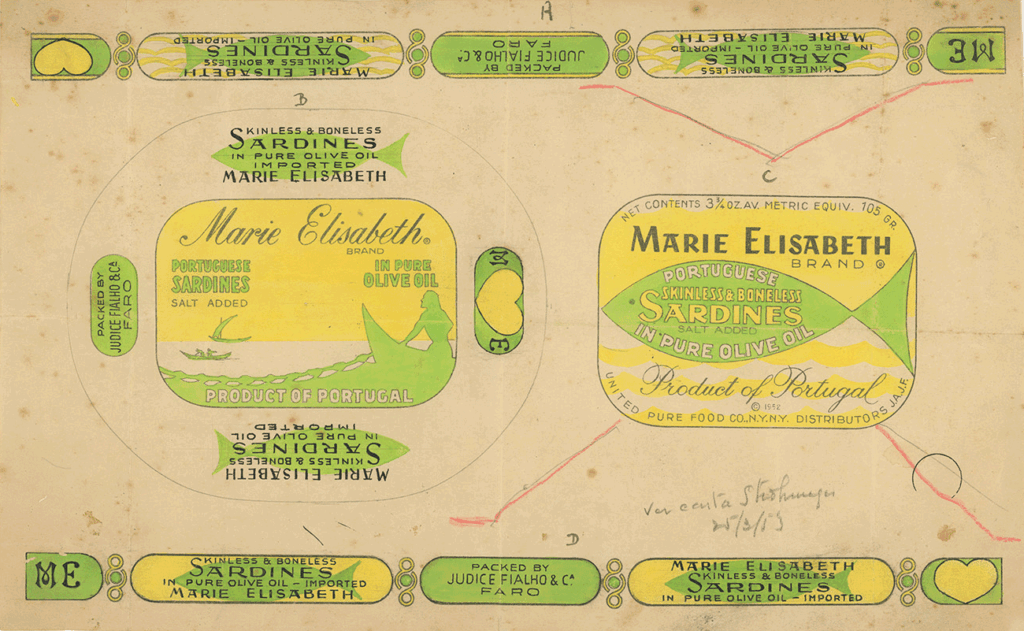 A
IN PURE OLIVE OIL – IMPORTED
SARDINES
SKINLESS & BONELESS
MARIE ELISABETH
PACKED BY
JUDICE FIALHO & Cᴬ
FARO
MARIE ELISABETH
SKINLESS & BONELESS
SARDINES
IN PURE OLIVE OIL – IMPORTED
ME
B
SKINLESS & BONELESS
SARDINES
IN PURE OLIVE OIL
IMPORTED
MARIE ELISABETH
Marie Elisabeth ®
BRAND
PORTUGUESE
SARDINES
SALT ADDED
IN PURE
OLIVE OIL
PRODUCT OF PORTUGAL
PACKED BY
JUDICE FIALHO & Cᴬ
FARO
M
E
SKINLESS & BONELESS
SARDINES
IN PURE OLIVE OIL
IMPORTED
MARIE ELISABETH
C
NET CONTENTS 3¾ OZ. AV. METRIC EQUIV. 105 GR.
MARIE ELISABETH
BRAND ®
PORTUGUESE
SKINLESS & BONELESS
SARDINES
SALT ADDED
IN PURE OLIVE OIL
Product of Portugal
© 1952
UNITED PURE FOOD CO., N.Y. N.Y. DISTRIBUTORS J.A.J.F.
Ver carta
D
ME
SKINLESS & BONELESS
SARDINES
IN PURE OLIVE OIL – IMPORTED
MARIE ELISABETH
PACKED BY
JUDICE FIALHO & Cᴬ
FARO
MARIE ELISABETH
SKINLESS & BONELESS
SARDINES
IN PURE OLIVE OIL – IMPORTED